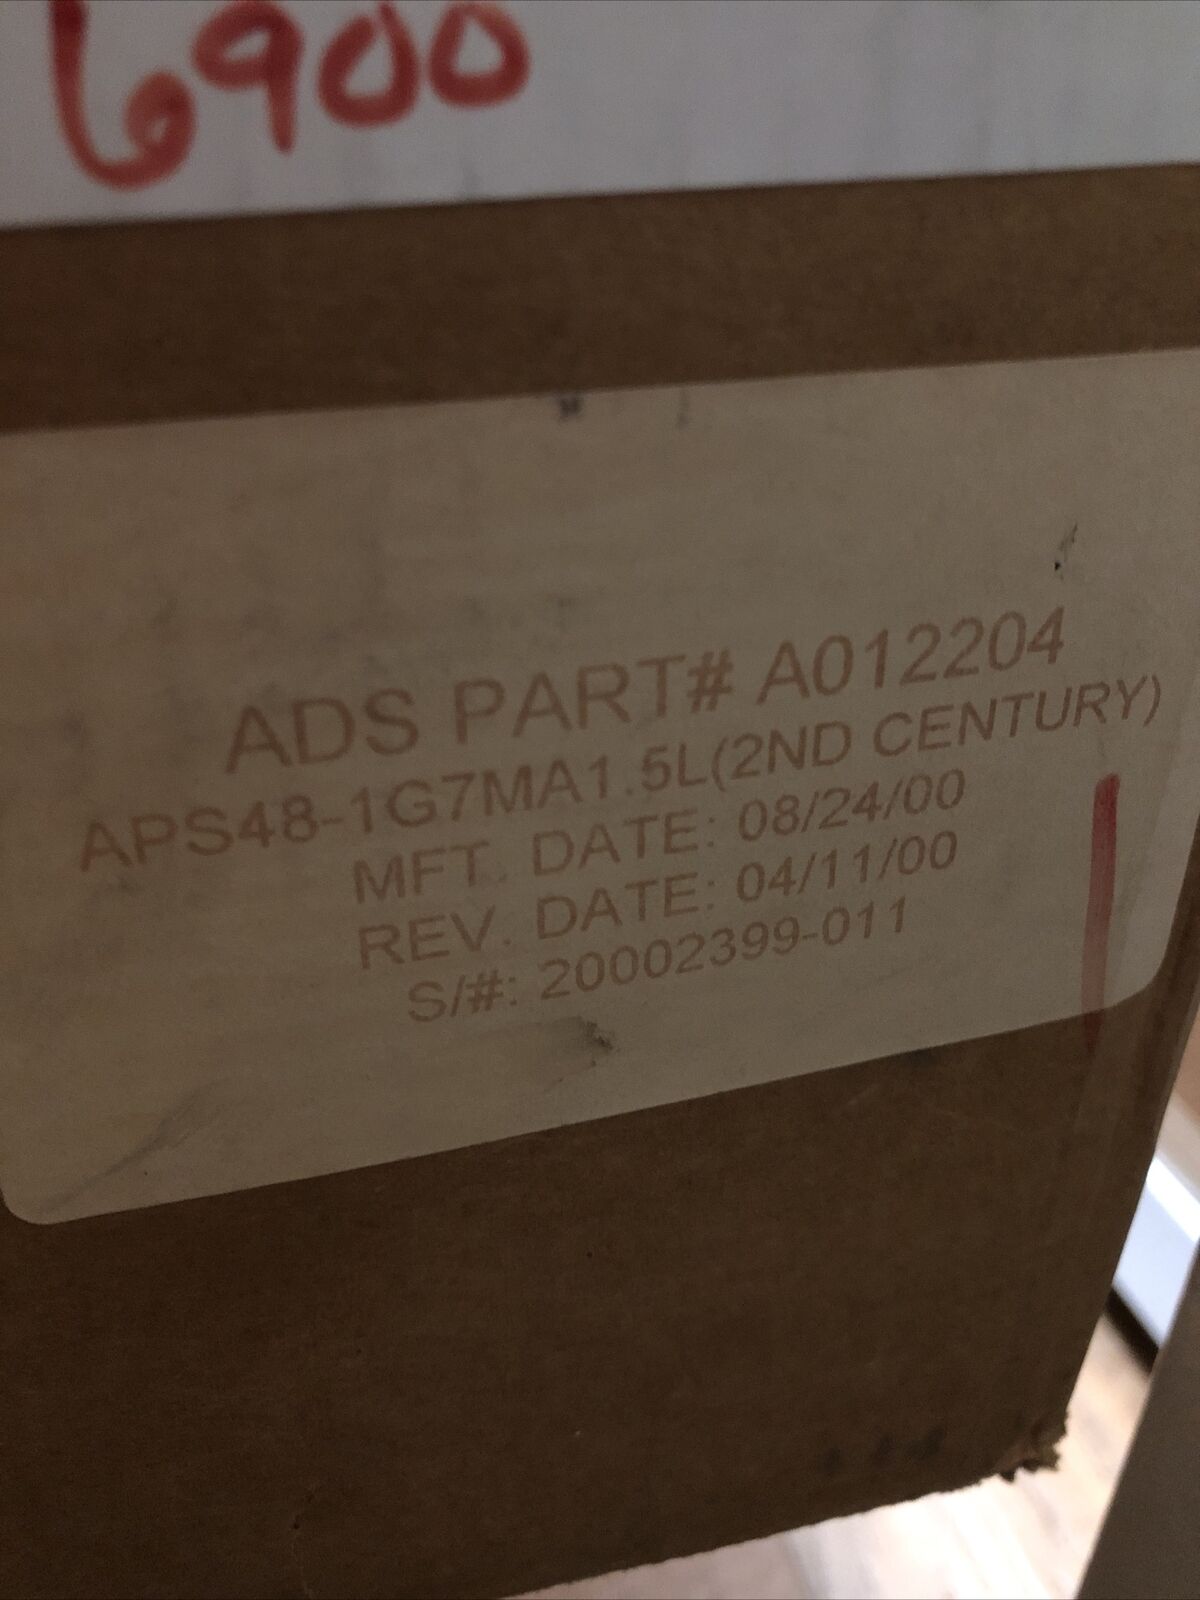 6900
ADS PART# A012204
APS48-1G7MA1.5L(2ND CENTURY)
MFT. DATE: 08/24/00
REV. DATE: 04/11/00
S/#: 20002399-011